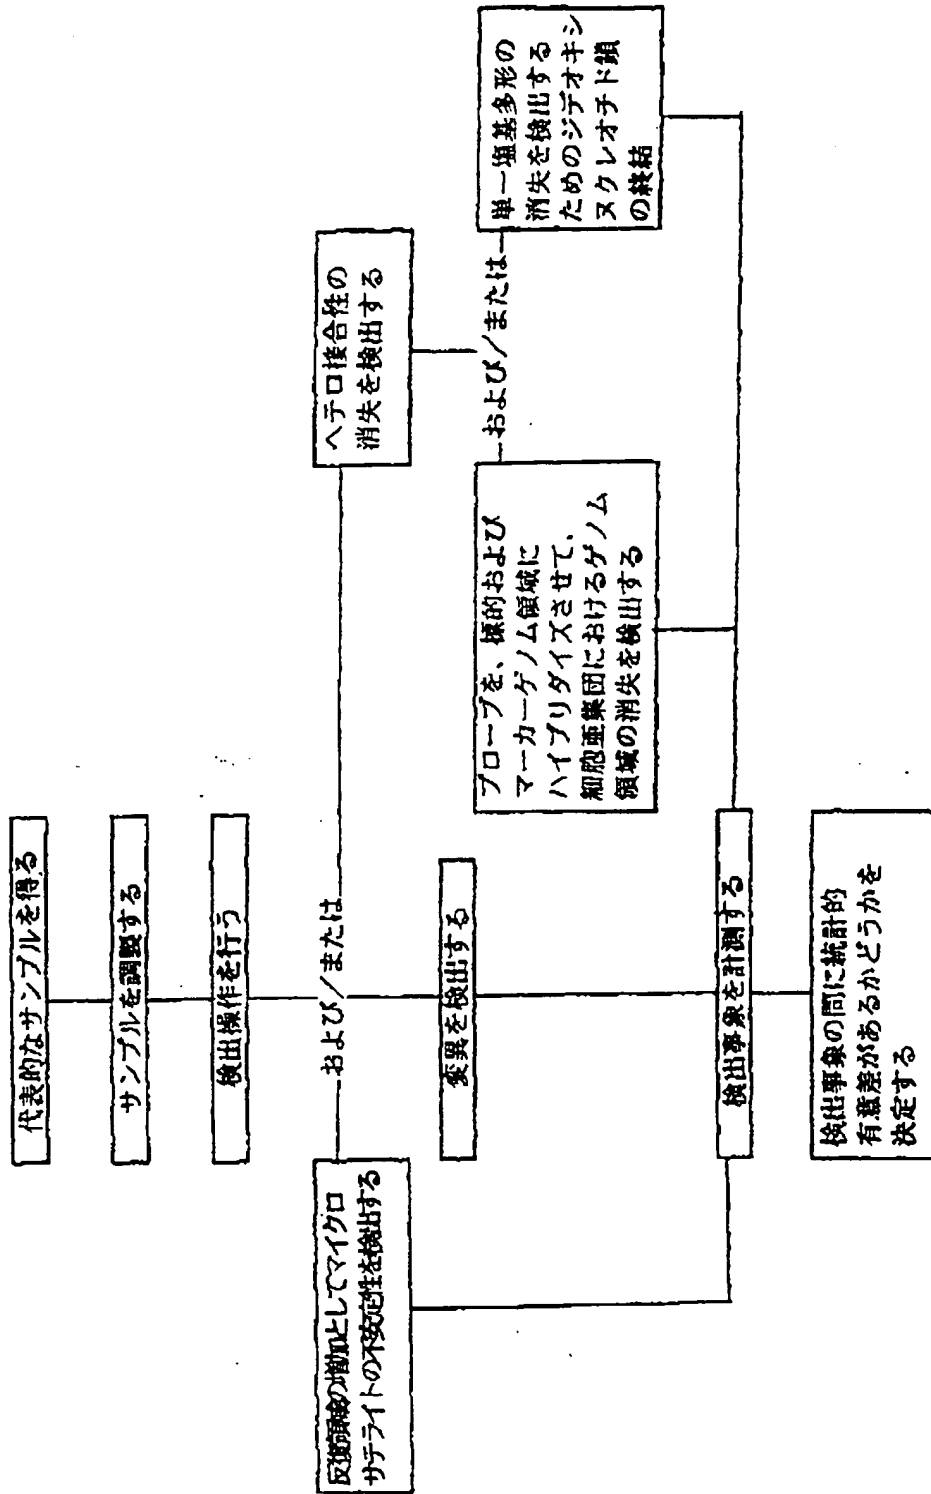 代表的なサンプルを得る
サンプルを調製する
検出操作を行う
および/または
反復領域の増加としてマイクロ
サテライトの不安定性を検出する
変異を検出する
ヘテロ接合性の
消失を検出する
および/または
プローブを、標的および
マーカーゲノム領域に
ハイブリダイズさせて、
細胞亜集団におけるゲノム
領域の消失を検出する
単一塩基多形の
消失を検出する
ためのジデオキシ
ヌクレオチド鎖
の終結
検出事象を計測する
検出事象の間に統計的
有意差があるかどうかを
決定する